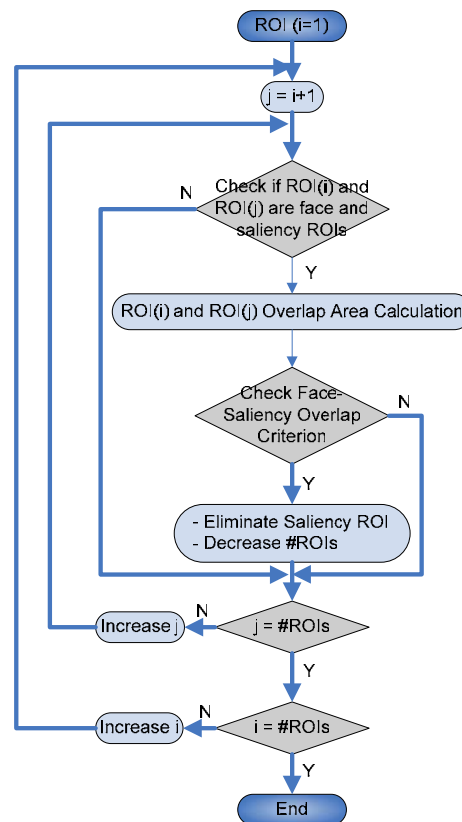 ROI (i=1)
j = i+1
Check if ROI(i) and
ROI(j) are face and
saliency ROIs
N
Y
ROI(i) and ROI(j) Overlap Area Calculation
Check Face-
Saliency Overlap
Criterion
N
Y
- Eliminate Saliency ROI
- Decrease #ROIs
Increase j
N
j = #ROIs
Y
Increase i
N
i = #ROIs
Y
End